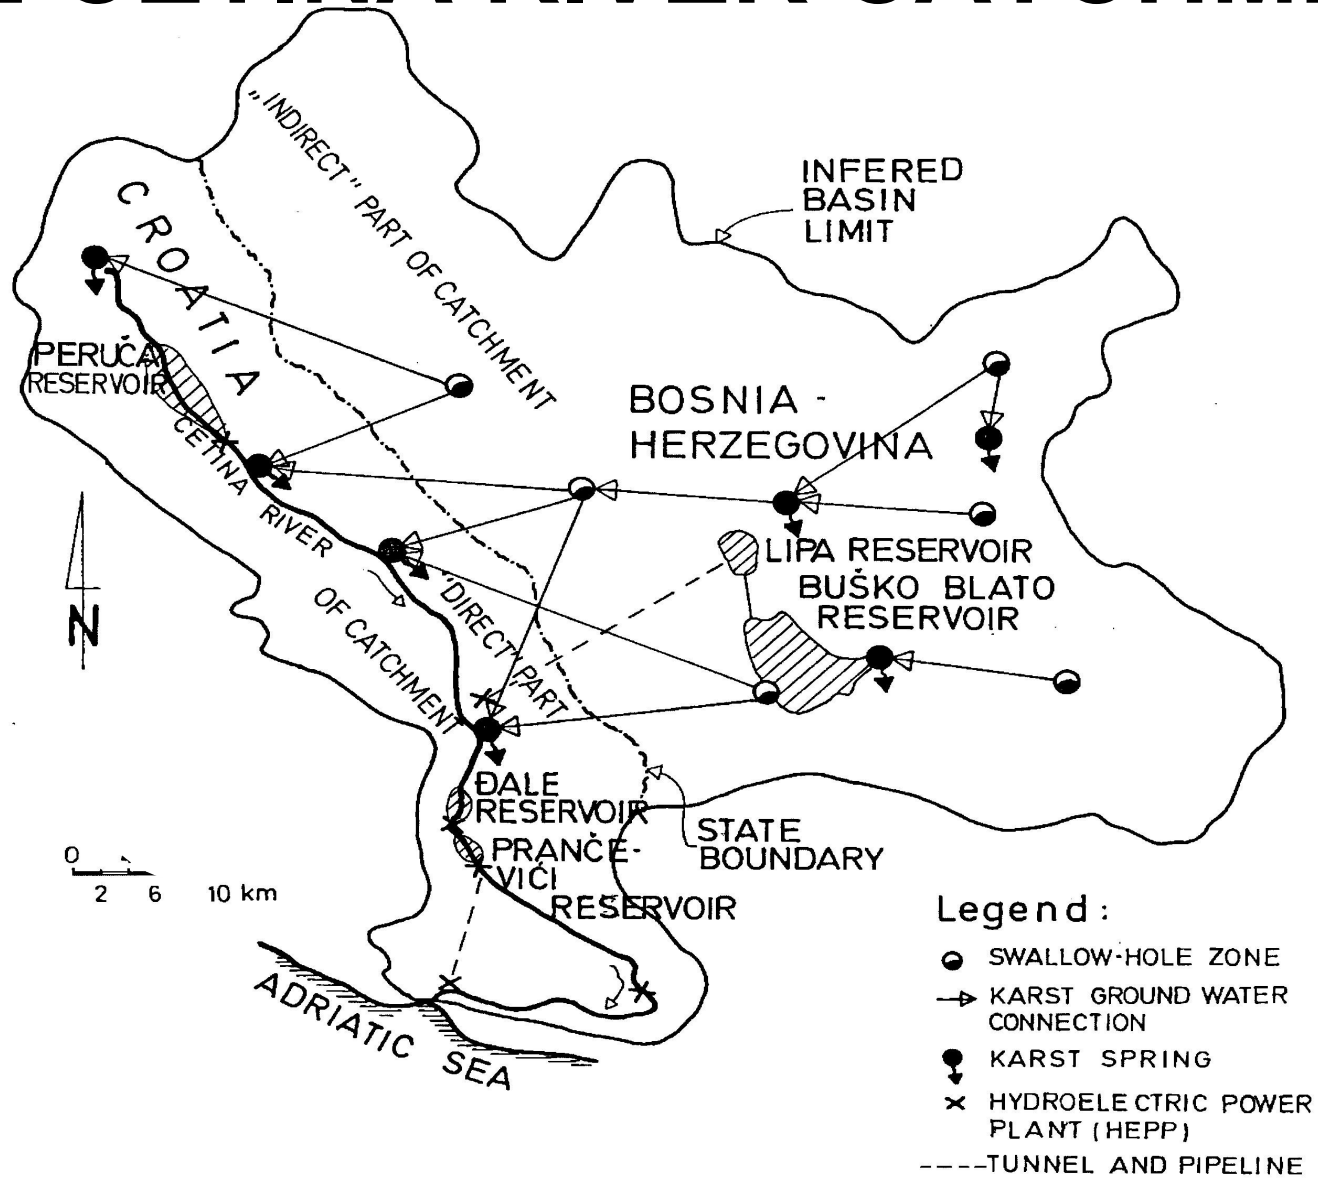 CETINA RIVER
„INDIRECT" PART OF CATCHMENT
CROATIA
INFERED
BASIN
LIMIT
PERUČA
RESERVOIR
BOSNIA -
HERZEGOVINA
CETINA RIVER
LIPA RESERVOIR
BUŠKO BLATO
RESERVOIR
"DIRECT" PART
OF CATCHMENT
N
ĐALE
RESERVOIR
STATE
BOUNDARY
PRANČE-
VIĆI
RESERVOIR
0
2 6 10 km
ADRIATIC SEA
Legend :
SWALLOW-HOLE ZONE
KARST GROUND WATER
CONNECTION
KARST SPRING
HYDROELECTRIC POWER
PLANT (HEPP)
TUNNEL AND PIPELINE